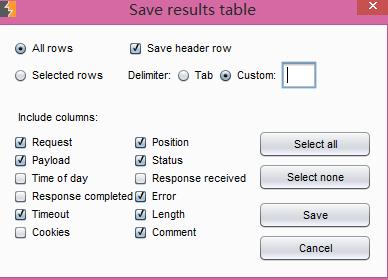 Save results table
All rows Save header row
Selected rows Delimiter: Tab Custom:
Include columns:
Request Position Select all
Payload Status
Time of day Response received Select none
Response completed Error
Timeout Length Save
Cookies Comment
Cancel